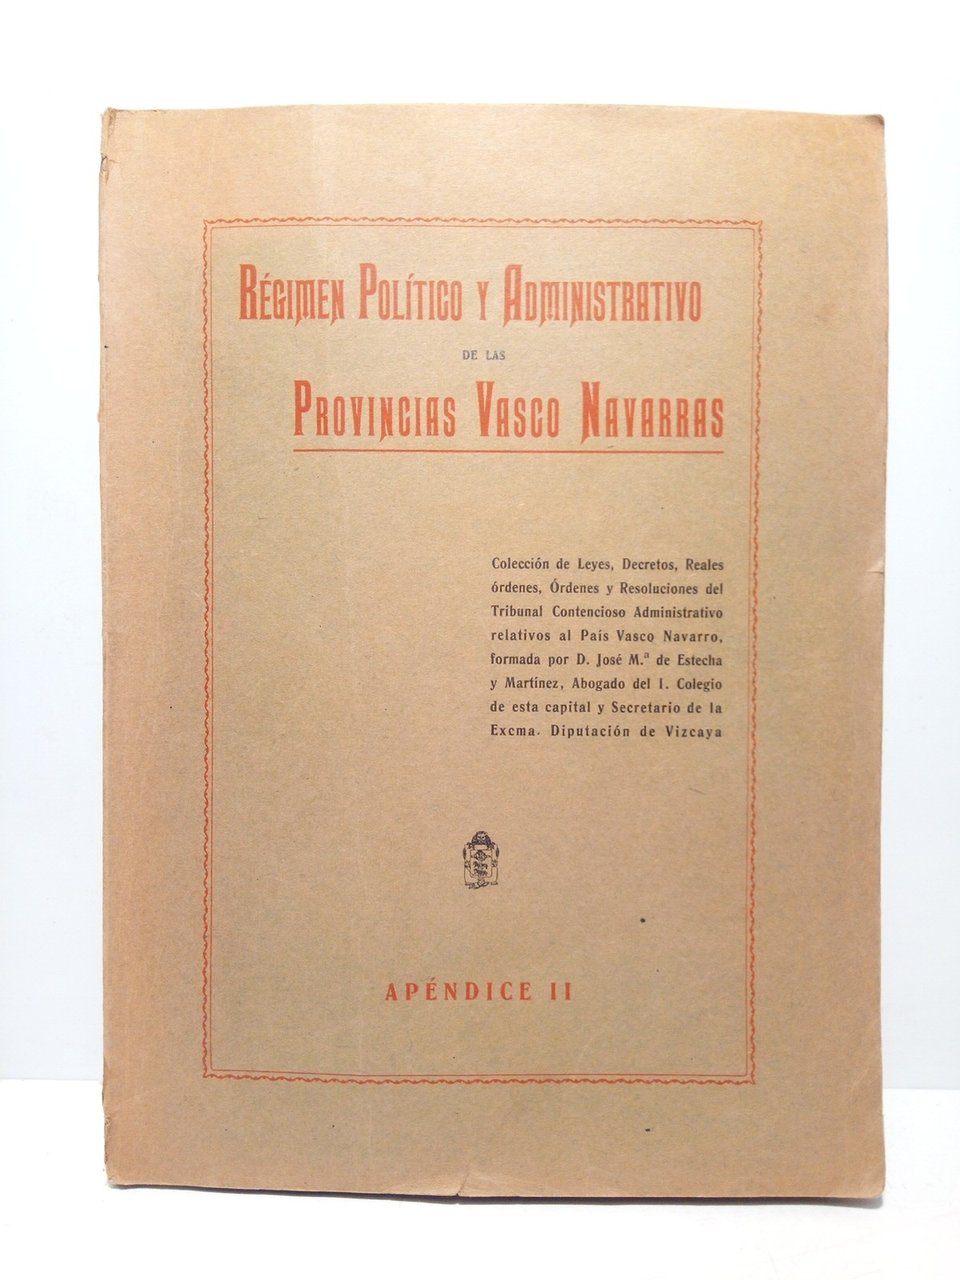 Régimen Político y Administrativo
DE LAS
Provincias Vasco Navarras
Colección de Leyes, Decretos, Reales
órdenes, Órdenes y Resoluciones del
Tribunal Contencioso Administrativo
relativos al País Vasco Navarro,
formada por D. José M.ª de Estecha
y Martínez, Abogado del I. Colegio
de esta capital y Secretario de la
Excma. Diputación de Vizcaya
APÉNDICE II